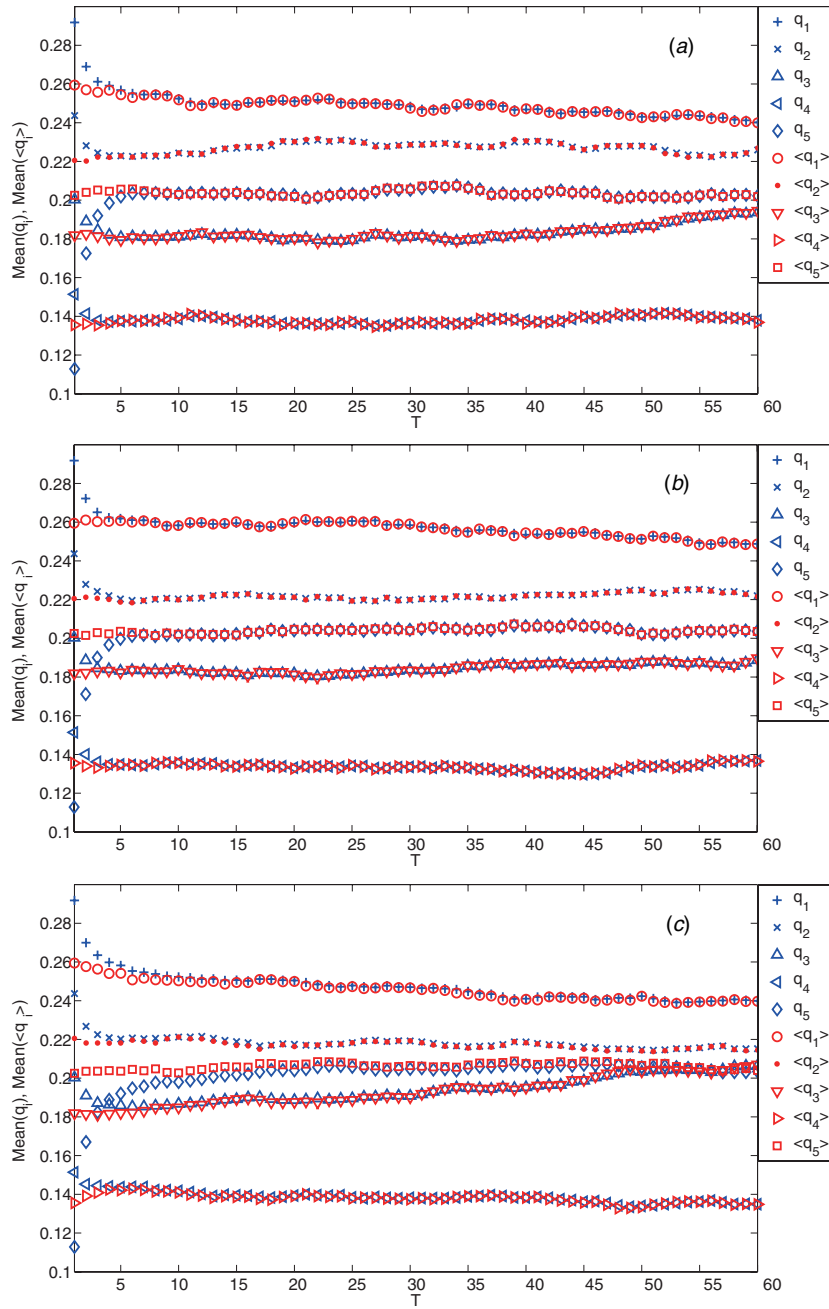 (a)
Mean(q_i), Mean(<q_i>)
0.28
0.26
0.24
0.22
0.2
0.18
0.16
0.14
0.12
0.1
5 10 15 20 25 30 35 40 45 50 55 60
T
q_1
q_2
q_3
q_4
q_5
<q_1>
<q_2>
<q_3>
<q_4>
<q_5>
(b)
Mean(q_i), Mean(<q_i>)
0.28
0.26
0.24
0.22
0.2
0.18
0.16
0.14
0.12
0.1
5 10 15 20 25 30 35 40 45 50 55 60
T
q_1
q_2
q_3
q_4
q_5
<q_1>
<q_2>
<q_3>
<q_4>
<q_5>
(c)
Mean(q_i), Mean(<q_i>)
0.28
0.26
0.24
0.22
0.2
0.18
0.16
0.14
0.12
0.1
5 10 15 20 25 30 35 40 45 50 55 60
T
q_1
q_2
q_3
q_4
q_5
<q_1>
<q_2>
<q_3>
<q_4>
<q_5>